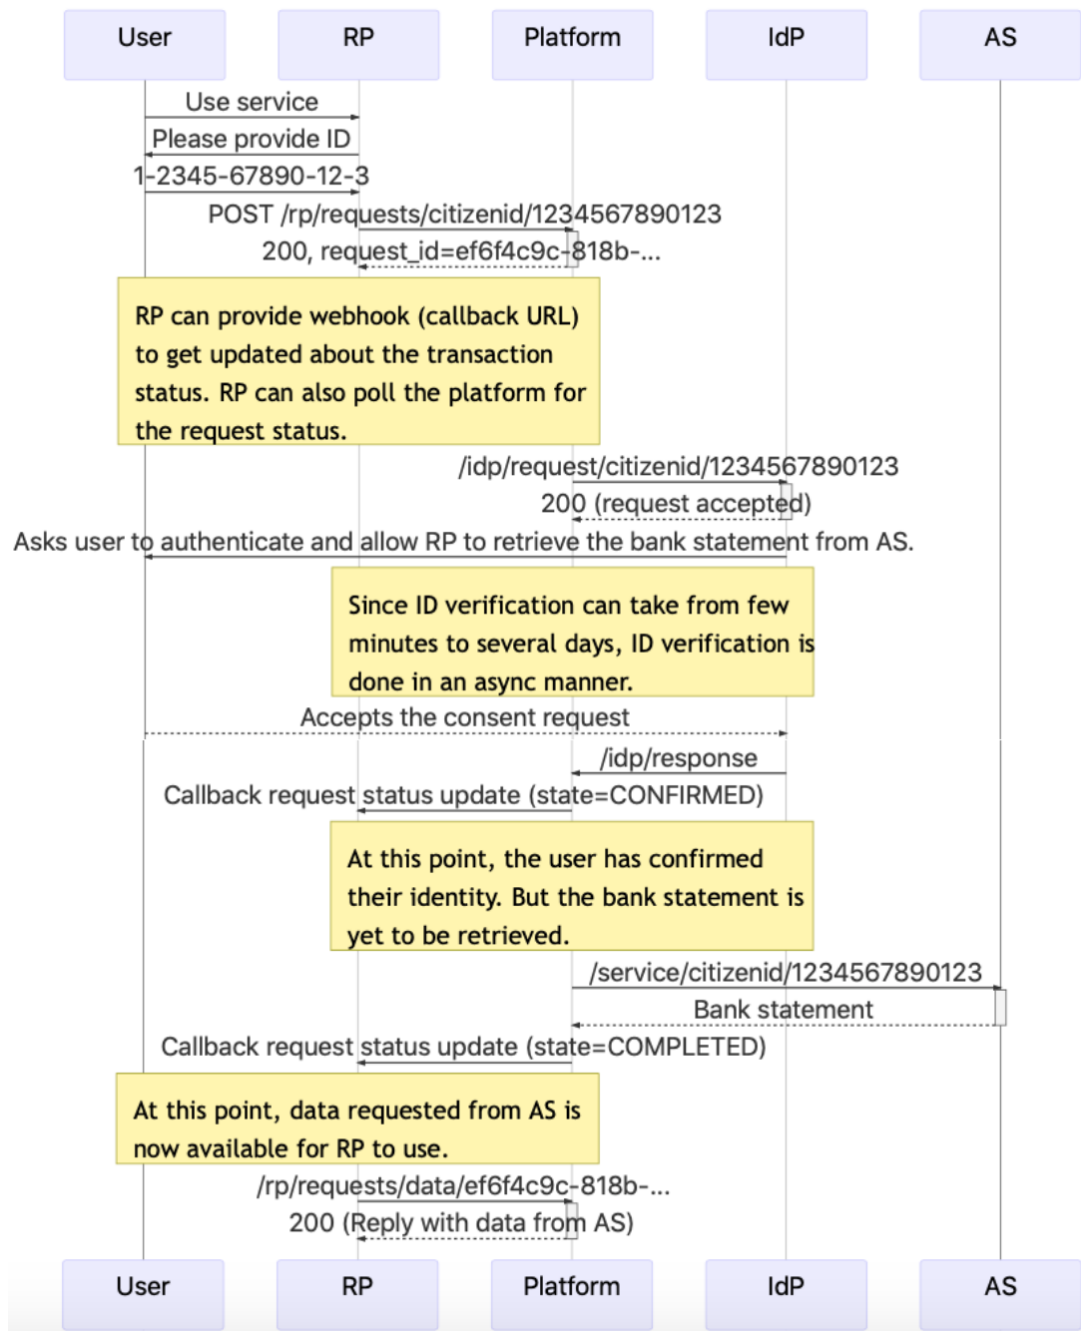 User
RP
Platform
IdP
AS
Use service
Please provide ID
1-2345-67890-12-3
POST /rp/requests/citizenid/1234567890123
200, request_id=ef6f4c9c-818b-...
RP can provide webhook (callback URL)
to get updated about the transaction
status. RP can also poll the platform for
the request status.
/idp/request/citizenid/1234567890123
200 (request accepted)
Asks user to authenticate and allow RP to retrieve the bank statement from AS.
Since ID verification can take from few
minutes to several days, ID verification is
done in an async manner.
Accepts the consent request
/idp/response
Callback request status update (state=CONFIRMED)
At this point, the user has confirmed
their identity. But the bank statement is
yet to be retrieved.
/service/citizenid/1234567890123
Bank statement
Callback request status update (state=COMPLETED)
At this point, data requested from AS is
now available for RP to use.
/rp/requests/data/ef6f4c9c-818b-...
200 (Reply with data from AS)
User
RP
Platform
IdP
AS